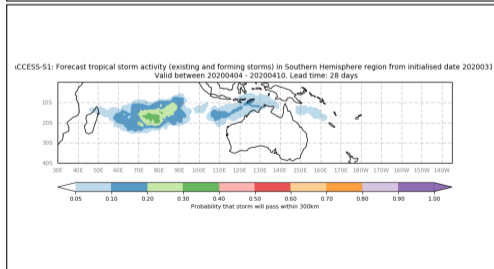 CCESS-S1: Forecast tropical storm activity (existing and forming storms) in Southern Hemisphere region from initialised date 2020031
Valid between 20200404 - 20200410. Lead time: 28 days
10S
20S
30S
40S
30E 40E 50E 60E 70E 80E 90E 100E 110E 120E 130E 140E 150E 160E 170E 180W 170W 160W 150W 140W
0.05 0.10 0.20 0.30 0.40 0.50 0.60 0.70 0.80 0.90 1.00
Probability that storm will pass within 300km